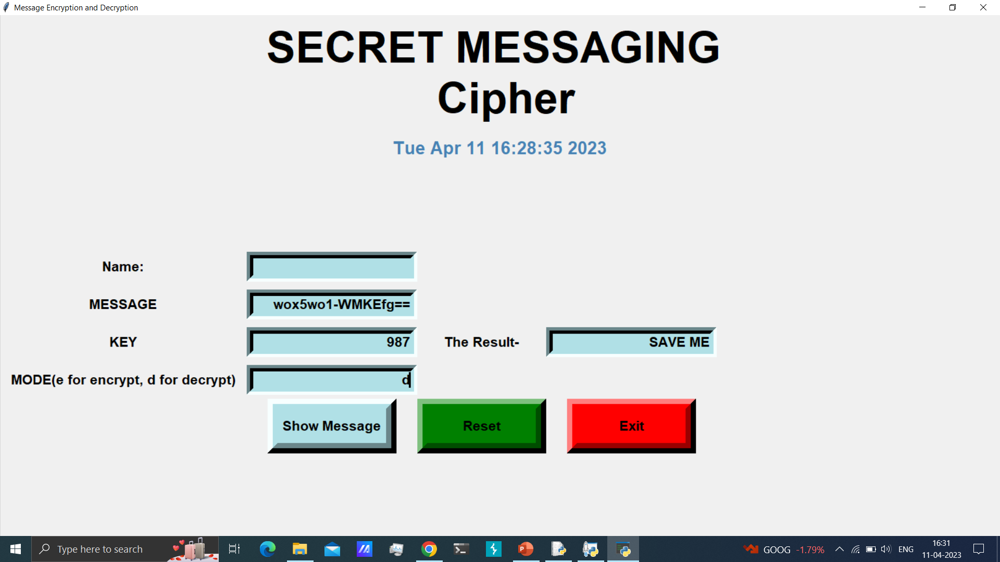 Message Encryption and Decryption
SECRET MESSAGING
Cipher
Tue Apr 11 16:28:35 2023
Name:
MESSAGE wox5wo1-WMKEfg==
KEY 987 The Result- SAVE ME
MODE(e for encrypt, d for decrypt) d
Show Message Reset Exit
Type here to search GOOG -1.79% ENG 16:31
11-04-2023